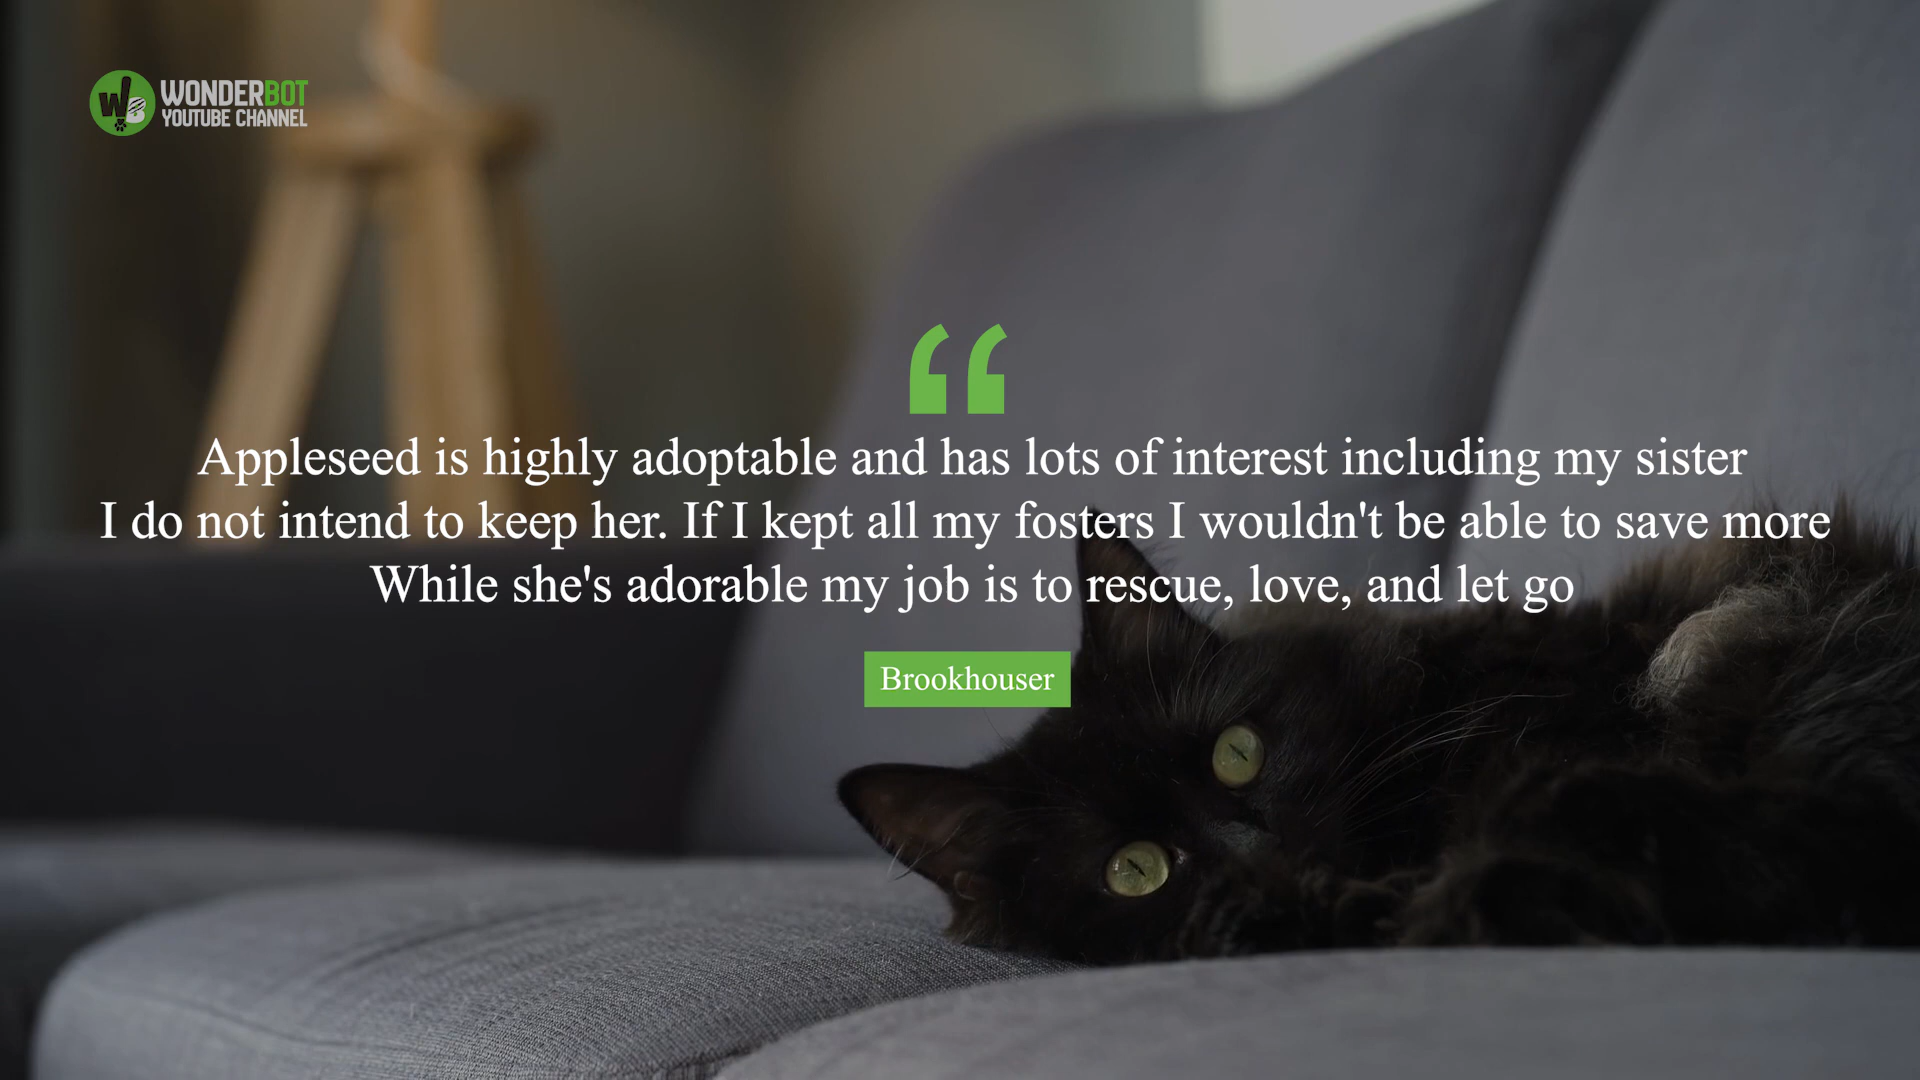 WONDERBOT
YOUTUBE CHANNEL
“
Appleseed is highly adoptable and has lots of interest including my sister
I do not intend to keep her. If I kept all my fosters I wouldn't be able to save more
While she's adorable my job is to rescue, love, and let go
Brookhouser